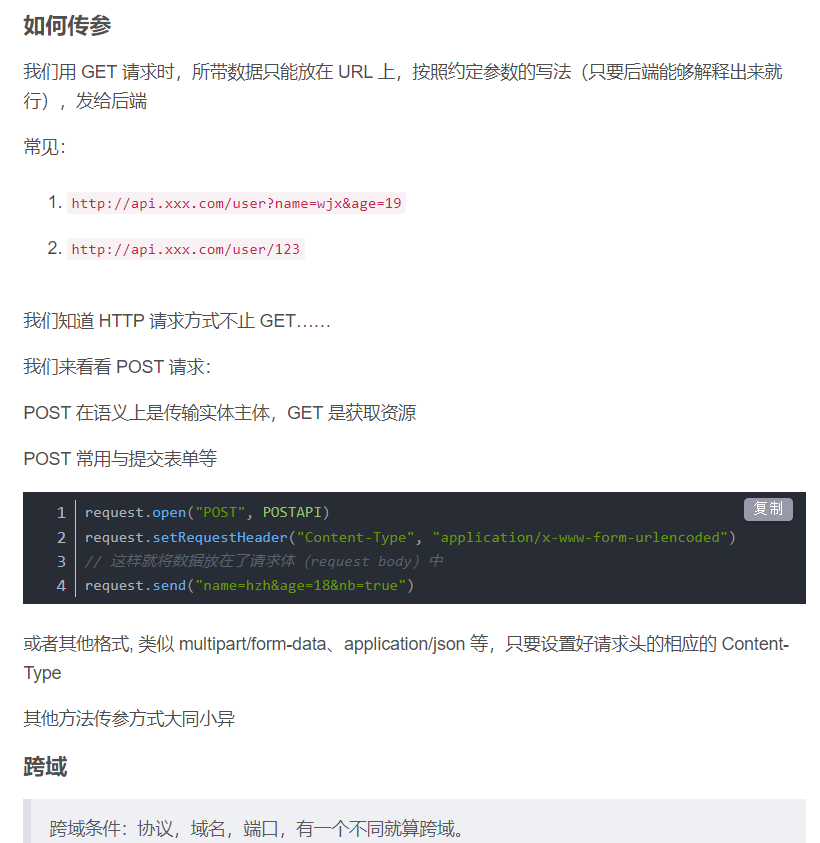 如何传参
我们用 GET 请求时，所带数据只能放在 URL 上，按照约定参数的写法（只要后端能够解释出来就
行），发给后端
常见：
1. http://api.xxx.com/user?name=wjx&age=19
2. http://api.xxx.com/user/123
我们知道 HTTP 请求方式不止 GET……
我们来看看 POST 请求：
POST 在语义上是传输实体主体，GET 是获取资源
POST 常用与提交表单等
复制
1 request.open("POST", POSTAPI)
2 request.setRequestHeader("Content-Type", "application/x-www-form-urlencoded")
3 // 这样就将数据放在了请求体（request body）中
4 request.send("name=hzh&age=18&nb=true")
或者其他格式, 类似 multipart/form-data、application/json 等，只要设置好请求头的相应的 Content-
Type
其他方法传参方式大同小异
跨域
跨域条件：协议，域名，端口，有一个不同就算跨域。